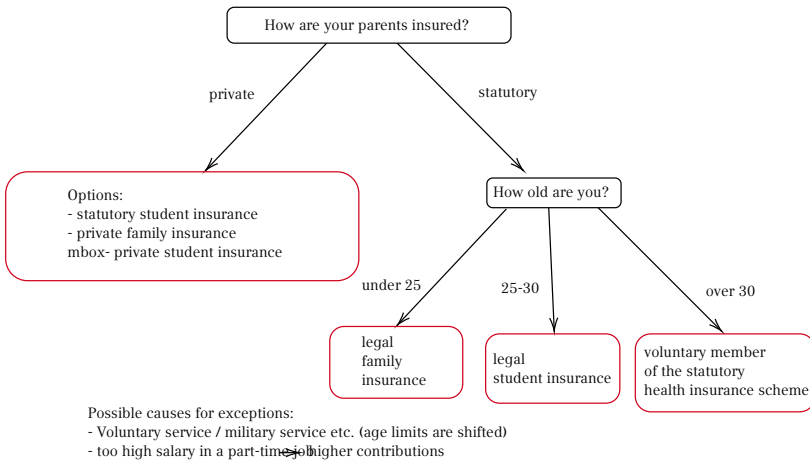 How are your parents insured?
private
statutory
Options:
- statutory student insurance
- private family insurance
mbox- private student insurance
How old are you?
under 25
25-30
over 30
legal
family
insurance
legal
student insurance
voluntary member
of the statutory
health insurance scheme
Possible causes for exceptions:
- Voluntary service / military service etc. (age limits are shifted)
- too high salary in a part-time job higher contributions